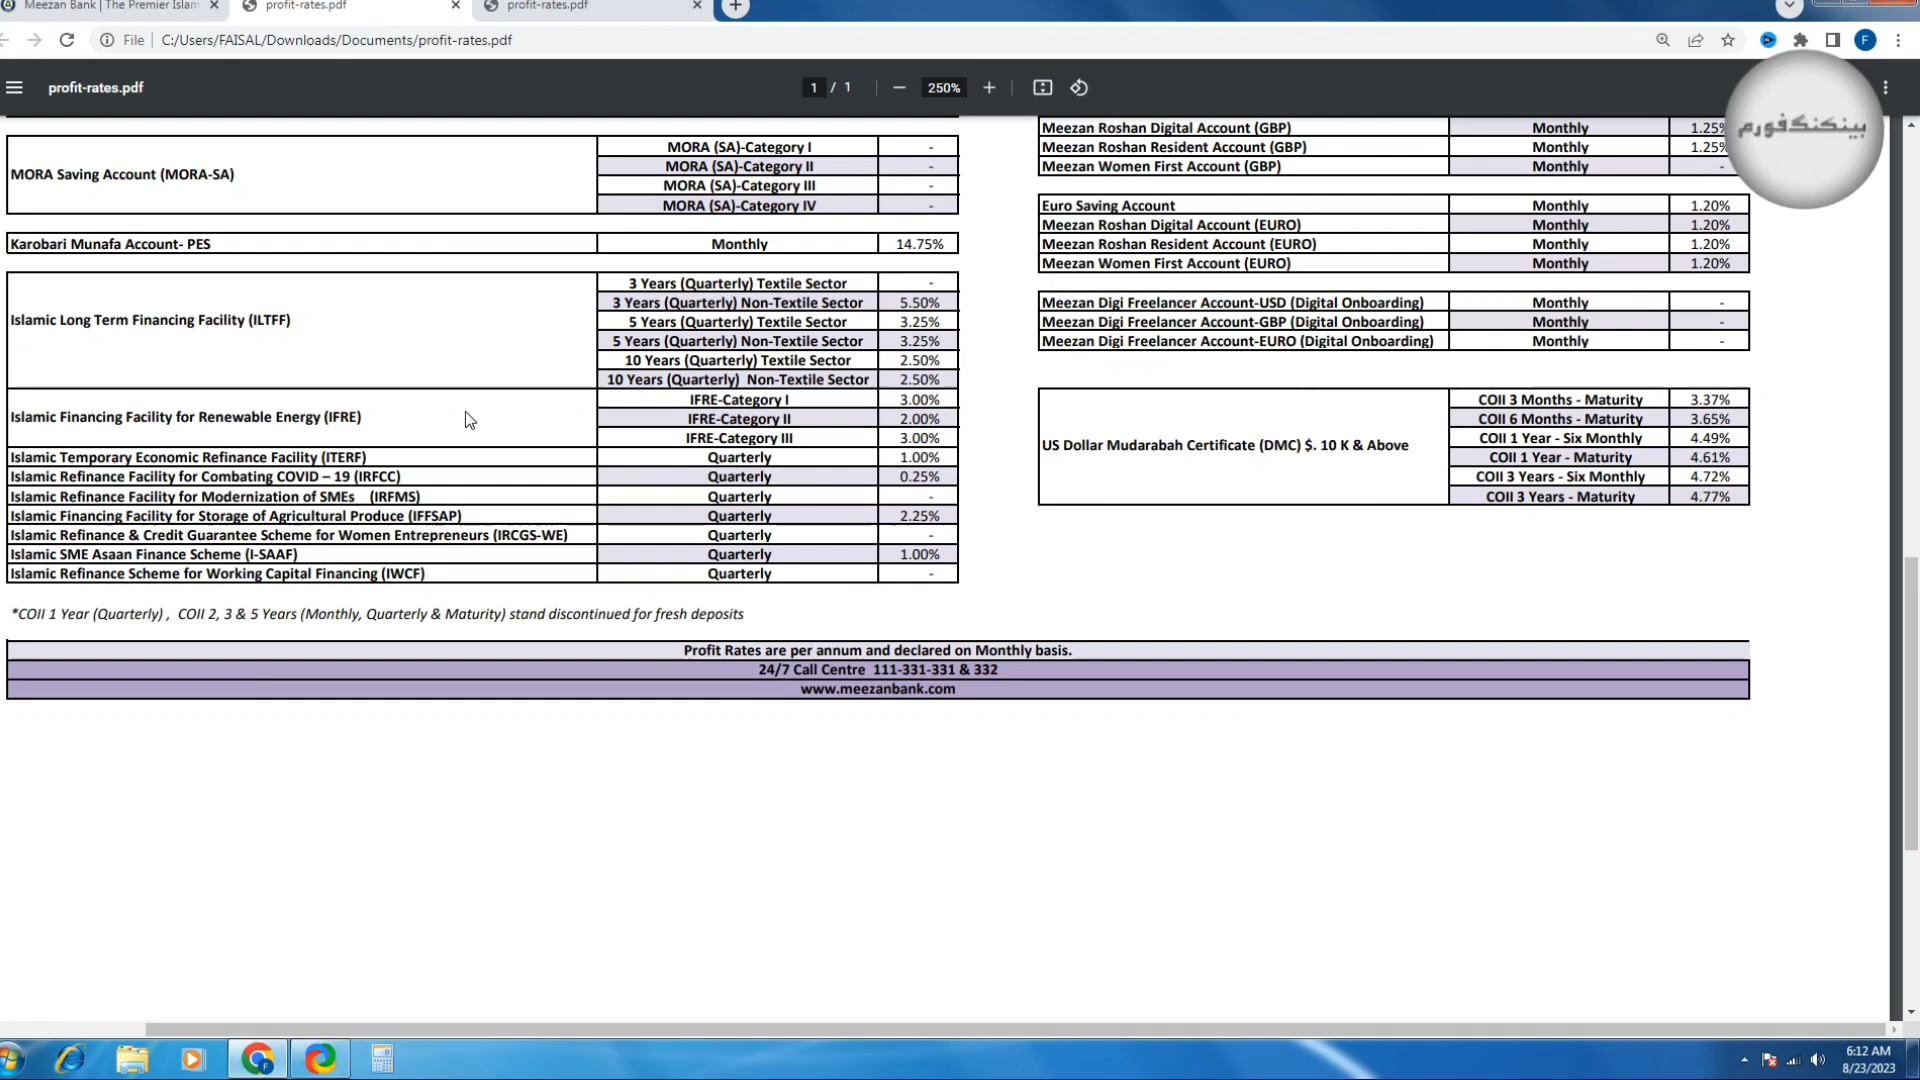 Meezan Bank | The Premier Islam
profit-rates.pdf
profit-rates.pdf
File
C:/Users/FAISAL/Downloads/Documents/profit-rates.pdf
F
profit-rates.pdf
1 / 1
250%
بینکنگفورم
MORA Saving Account (MORA-SA)
MORA (SA)-Category I -
MORA (SA)-Category II -
MORA (SA)-Category III -
MORA (SA)-Category IV -
Karobari Munafa Account- PES Monthly 14.75%
Islamic Long Term Financing Facility (ILTFF)
3 Years (Quarterly) Textile Sector -
3 Years (Quarterly) Non-Textile Sector 5.50%
5 Years (Quarterly) Textile Sector 3.25%
5 Years (Quarterly) Non-Textile Sector 3.25%
10 Years (Quarterly) Textile Sector 2.50%
10 Years (Quarterly) Non-Textile Sector 2.50%
Islamic Financing Facility for Renewable Energy (IFRE)
IFRE-Category I 3.00%
IFRE-Category II 2.00%
IFRE-Category III 3.00%
Islamic Temporary Economic Refinance Facility (ITERF) Quarterly 1.00%
Islamic Refinance Facility for Combating COVID – 19 (IRFCC) Quarterly 0.25%
Islamic Refinance Facility for Modernization of SMEs (IRFMS) Quarterly -
Islamic Financing Facility for Storage of Agricultural Produce (IFFSAP) Quarterly 2.25%
Islamic Refinance & Credit Guarantee Scheme for Women Entrepreneurs (IRCGS-WE) Quarterly -
Islamic SME Asaan Finance Scheme (I-SAAF) Quarterly 1.00%
Islamic Refinance Scheme for Working Capital Financing (IWCF) Quarterly -
Meezan Roshan Digital Account (GBP) Monthly 1.25%
Meezan Roshan Resident Account (GBP) Monthly 1.25%
Meezan Women First Account (GBP) Monthly -
Euro Saving Account Monthly 1.20%
Meezan Roshan Digital Account (EURO) Monthly 1.20%
Meezan Roshan Resident Account (EURO) Monthly 1.20%
Meezan Women First Account (EURO) Monthly 1.20%
Meezan Digi Freelancer Account-USD (Digital Onboarding) Monthly -
Meezan Digi Freelancer Account-GBP (Digital Onboarding) Monthly -
Meezan Digi Freelancer Account-EURO (Digital Onboarding) Monthly -
US Dollar Mudarabah Certificate (DMC) $. 10 K & Above
COII 3 Months - Maturity 3.37%
COII 6 Months - Maturity 3.65%
COII 1 Year - Six Monthly 4.49%
COII 1 Year - Maturity 4.61%
COII 3 Years - Six Monthly 4.72%
COII 3 Years - Maturity 4.77%
*COII 1 Year (Quarterly) , COII 2, 3 & 5 Years (Monthly, Quarterly & Maturity) stand discontinued for fresh deposits
Profit Rates are per annum and declared on Monthly basis.
24/7 Call Centre 111-331-331 & 332
www.meezanbank.com
6:12 AM
8/23/2023